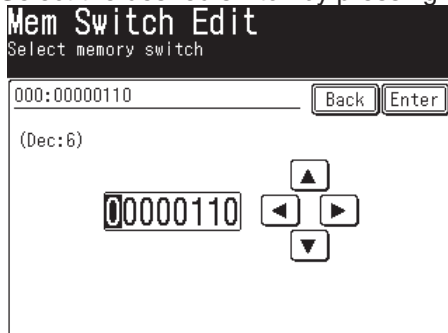 Mem Switch Edit
Select memory switch
000:00000110
Back Enter
(Dec:6)
00000110